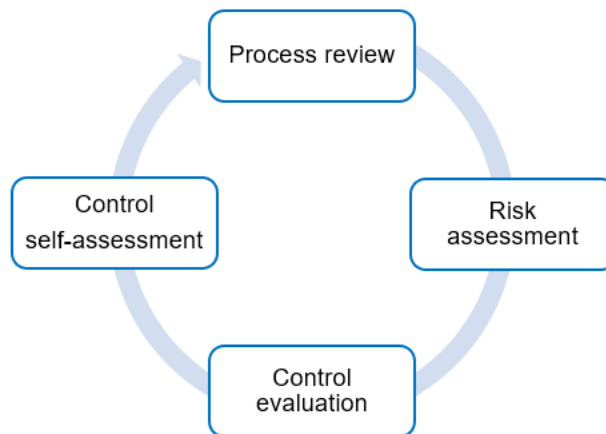 Process review
Risk
assessment
Control
evaluation
Control
self-assessment